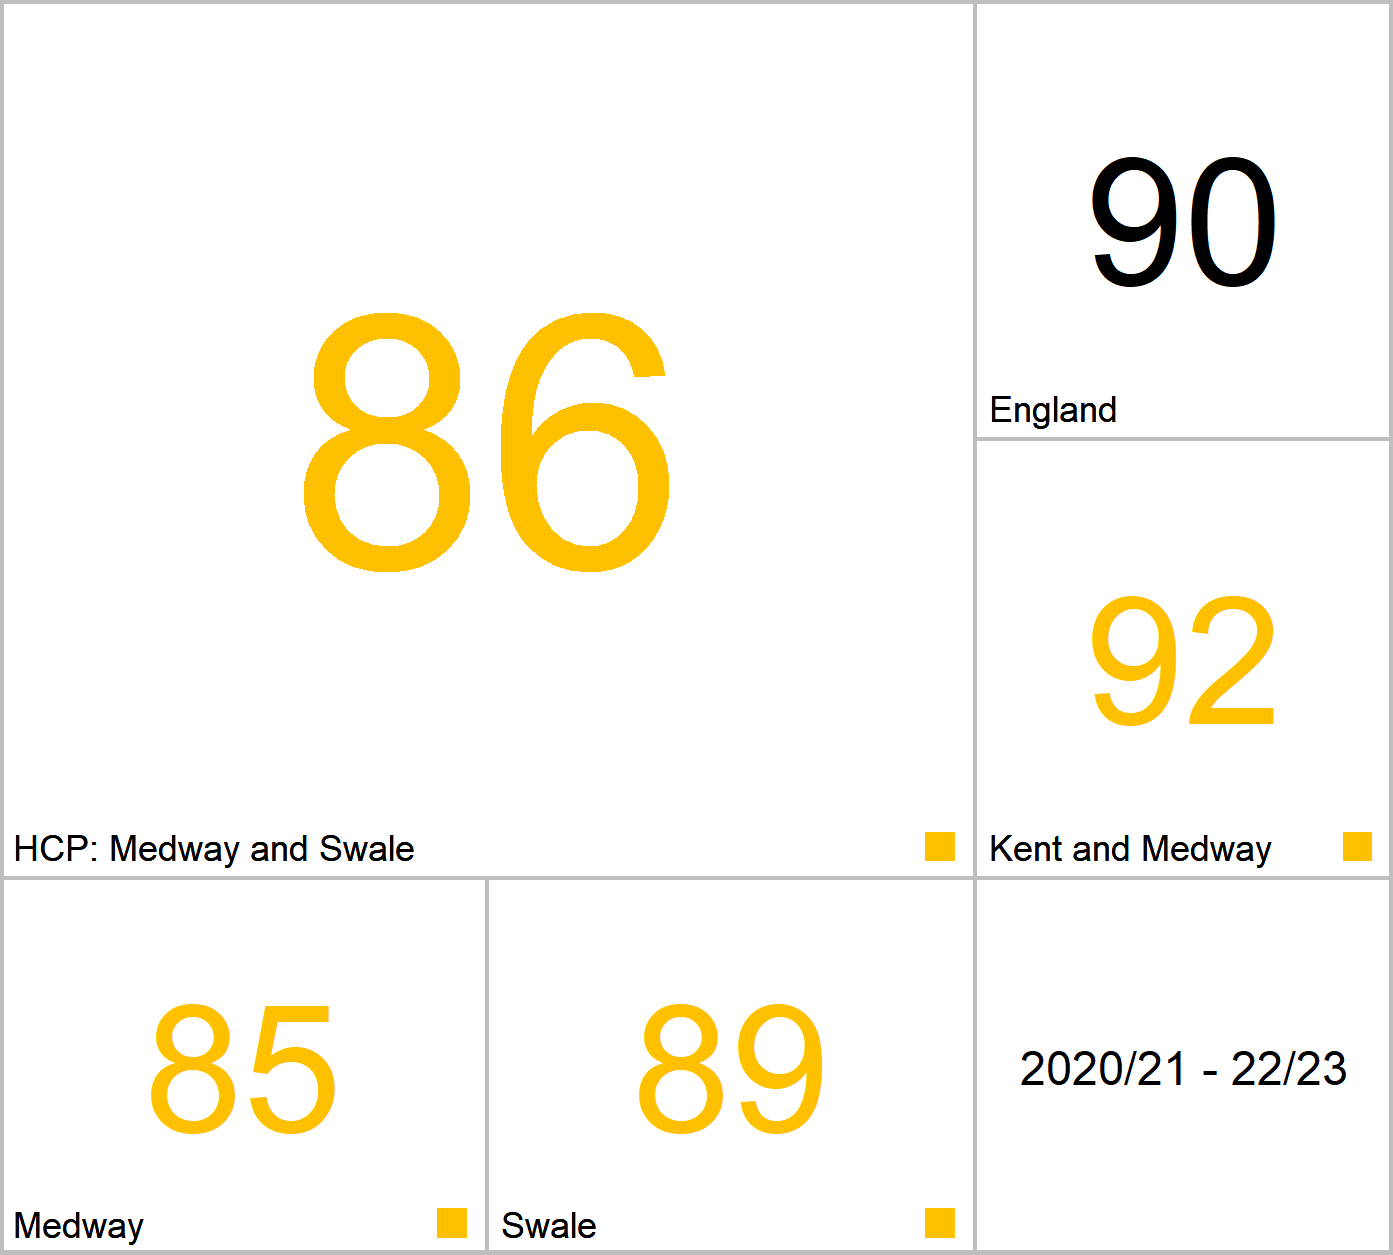 86
HCP: Medway and Swale
90
England
92
Kent and Medway
85
Medway
89
Swale
2020/21 - 22/23